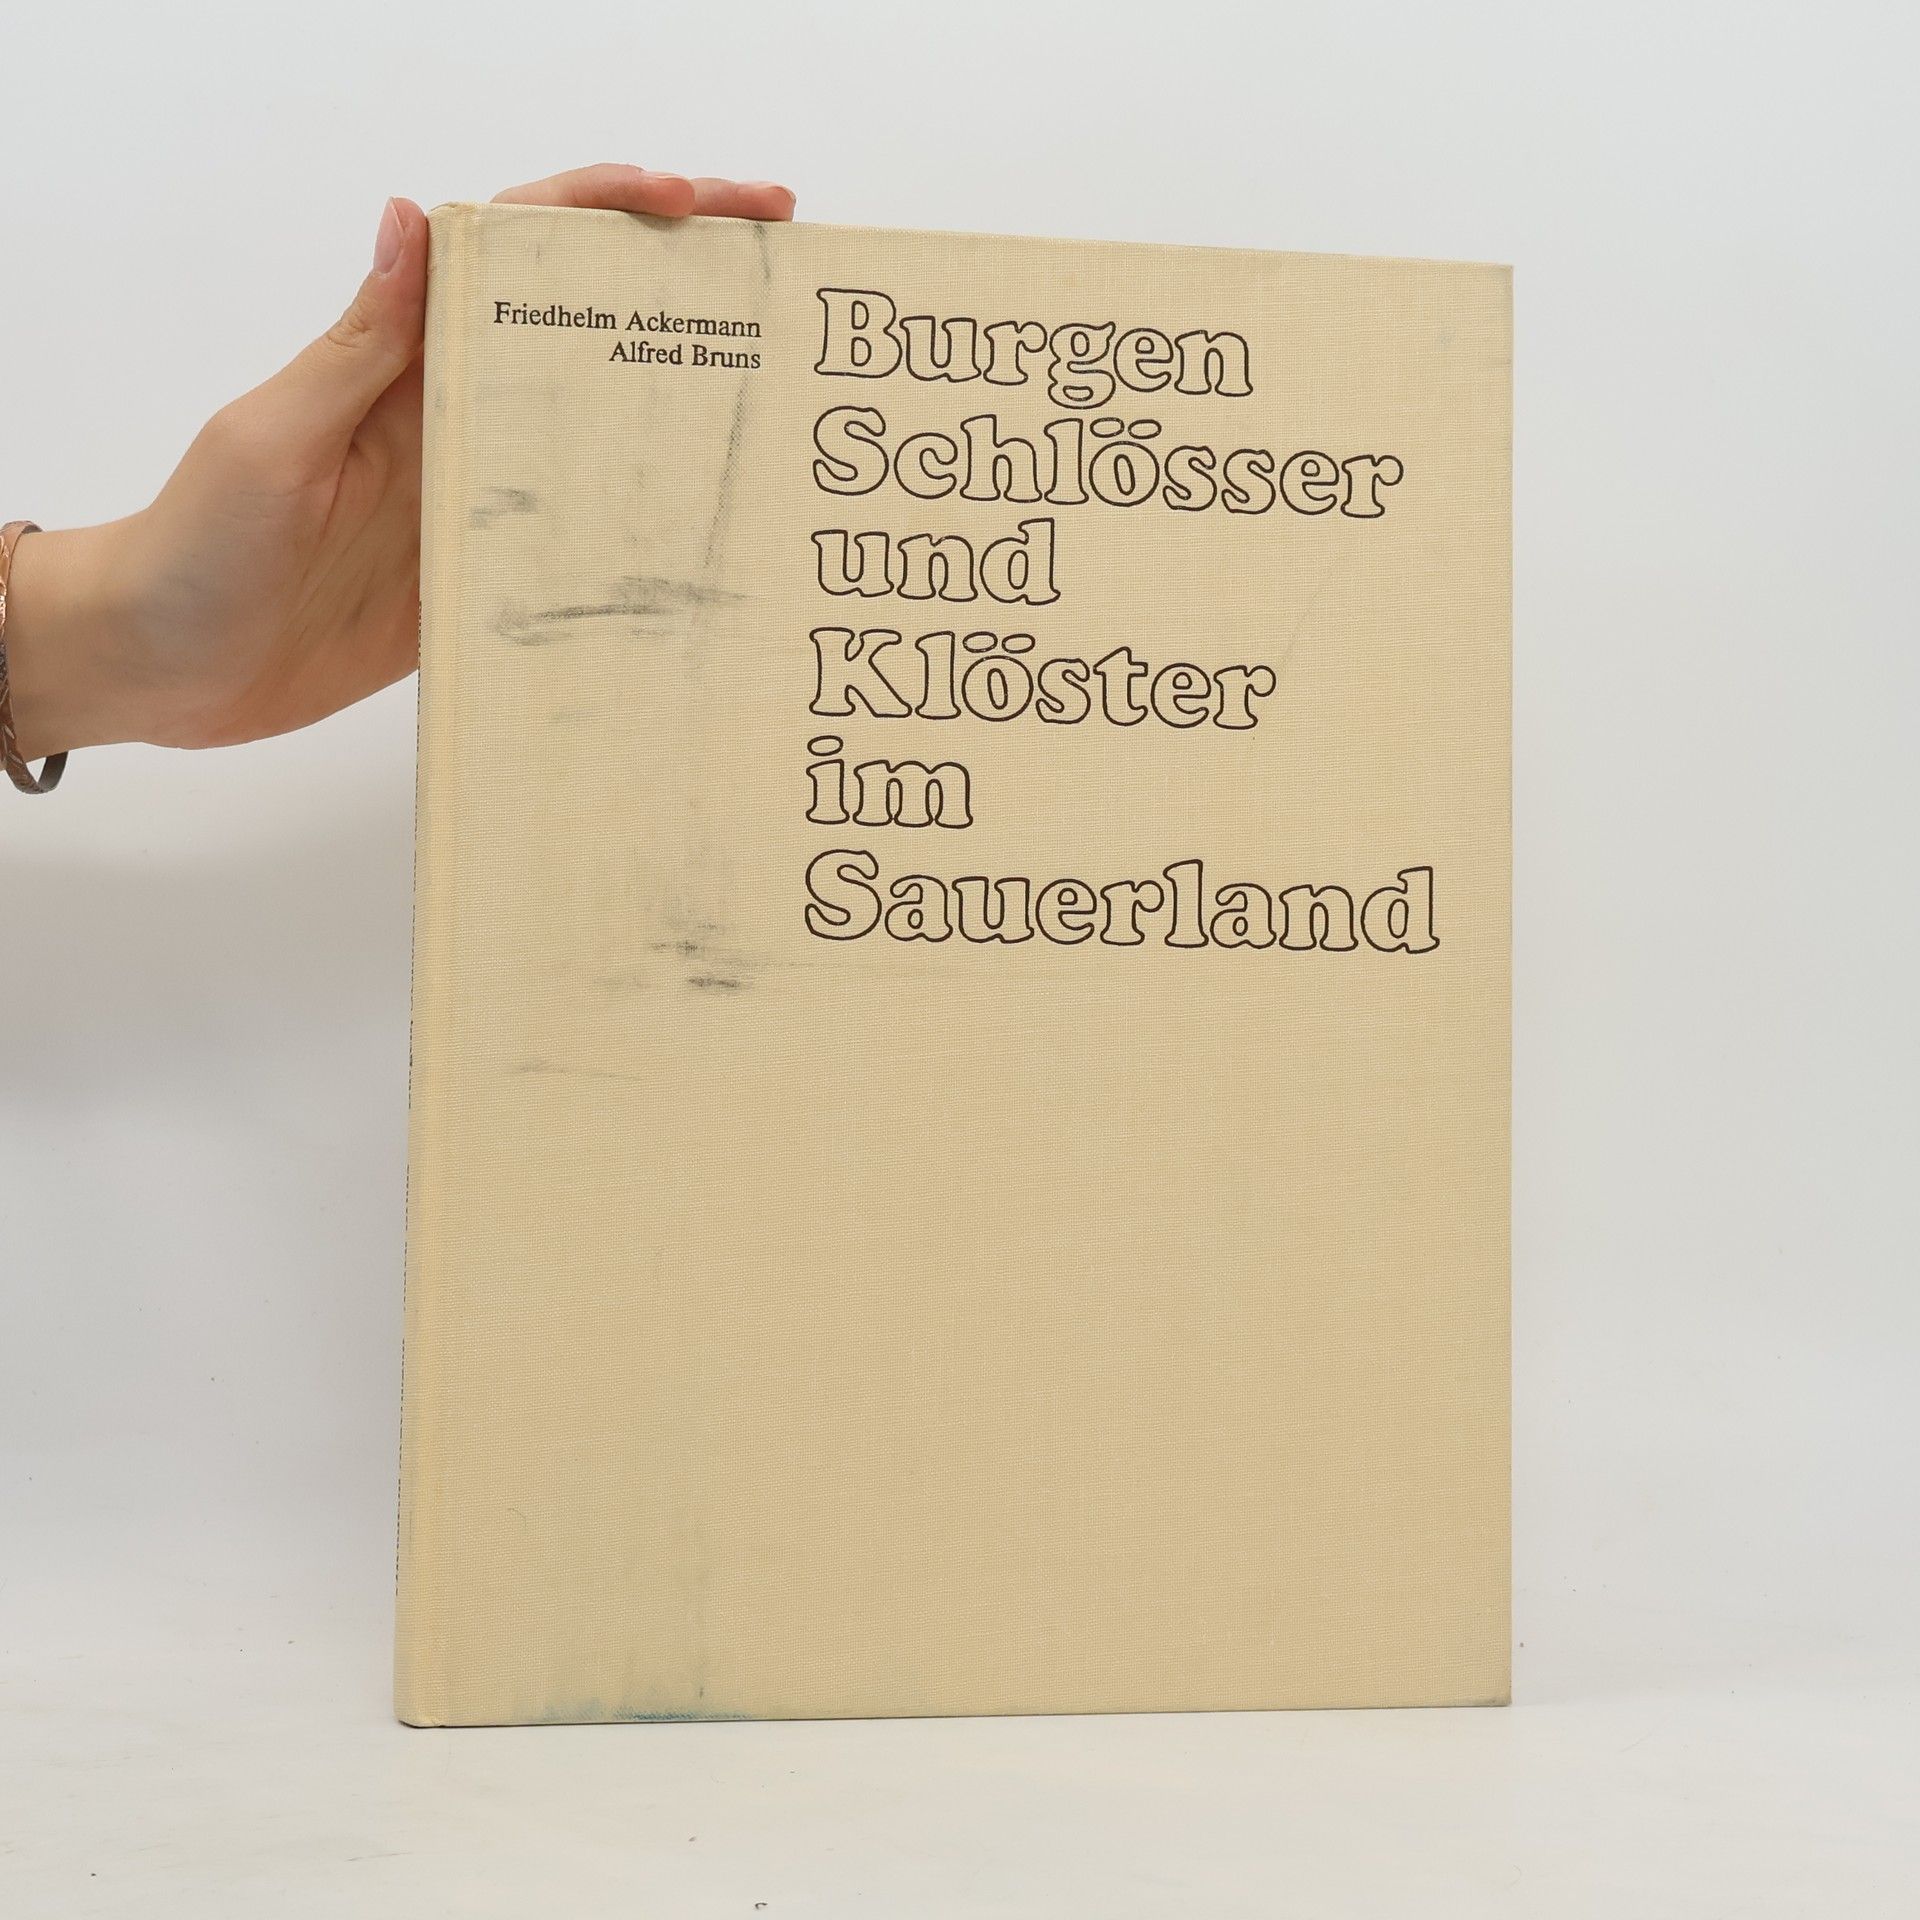 Friedhelm Ackermann
Alfred Bruns
Burgen
Schlösser
und
Klöster
im
Sauerland